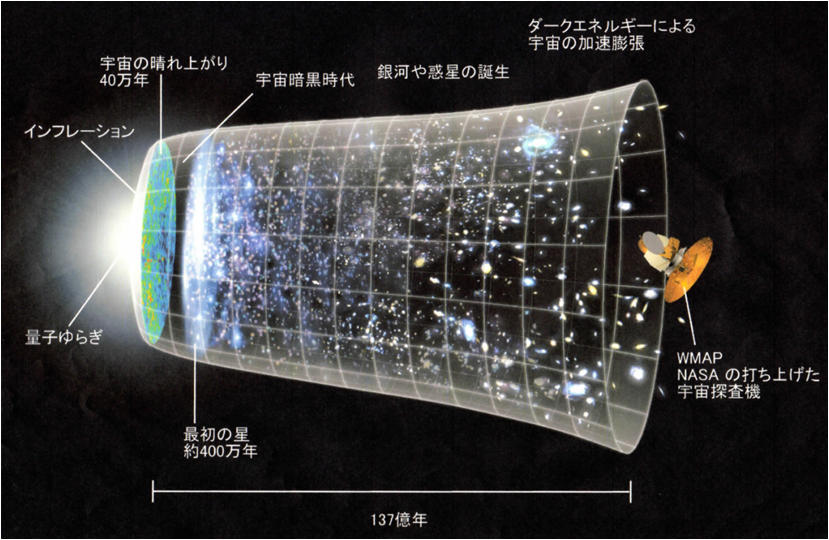 ダークエネルギーによる
宇宙の加速膨張
宇宙の晴れ上がり
40万年
宇宙暗黒時代
銀河や惑星の誕生
インフレーション
量子ゆらぎ
WMAP
NASA の打ち上げた
宇宙探査機
最初の星
約400万年
137億年